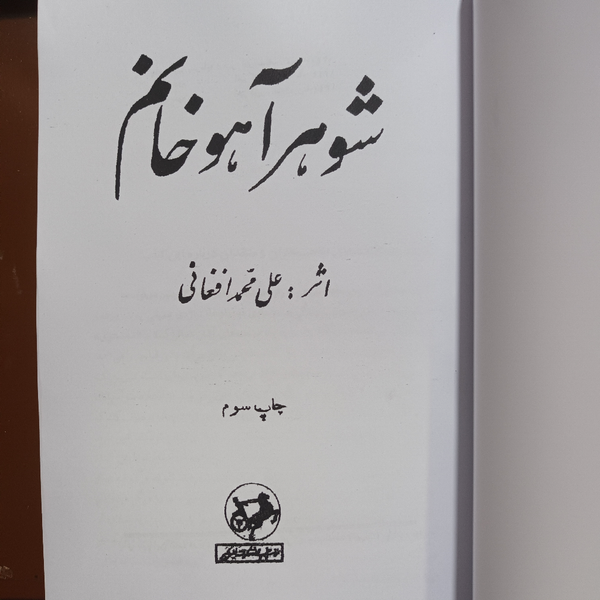 شوهر آهو خانم
اثر : علی محمد افغانی
چاپ سوم